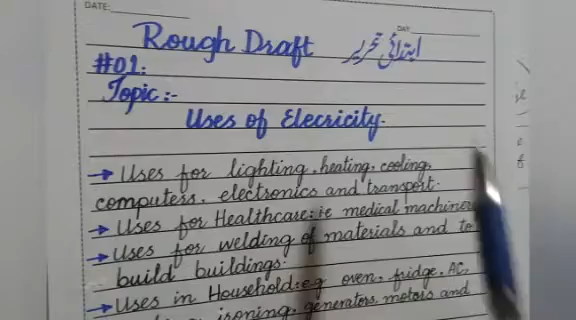 DATE:
DAY:
Rough Draft ابتدائی تحریر
#01:
Topic:-
Uses of Elecricity.
→ Uses for lighting, heating, cooling,
computers, electronics and transport.
→ Uses for Healthcare: ie medical machinery
→ Uses for welding of materials and to
build buildings.
→ Uses in Household: e.g oven, fridge, AC,
ironing, generators, motors and